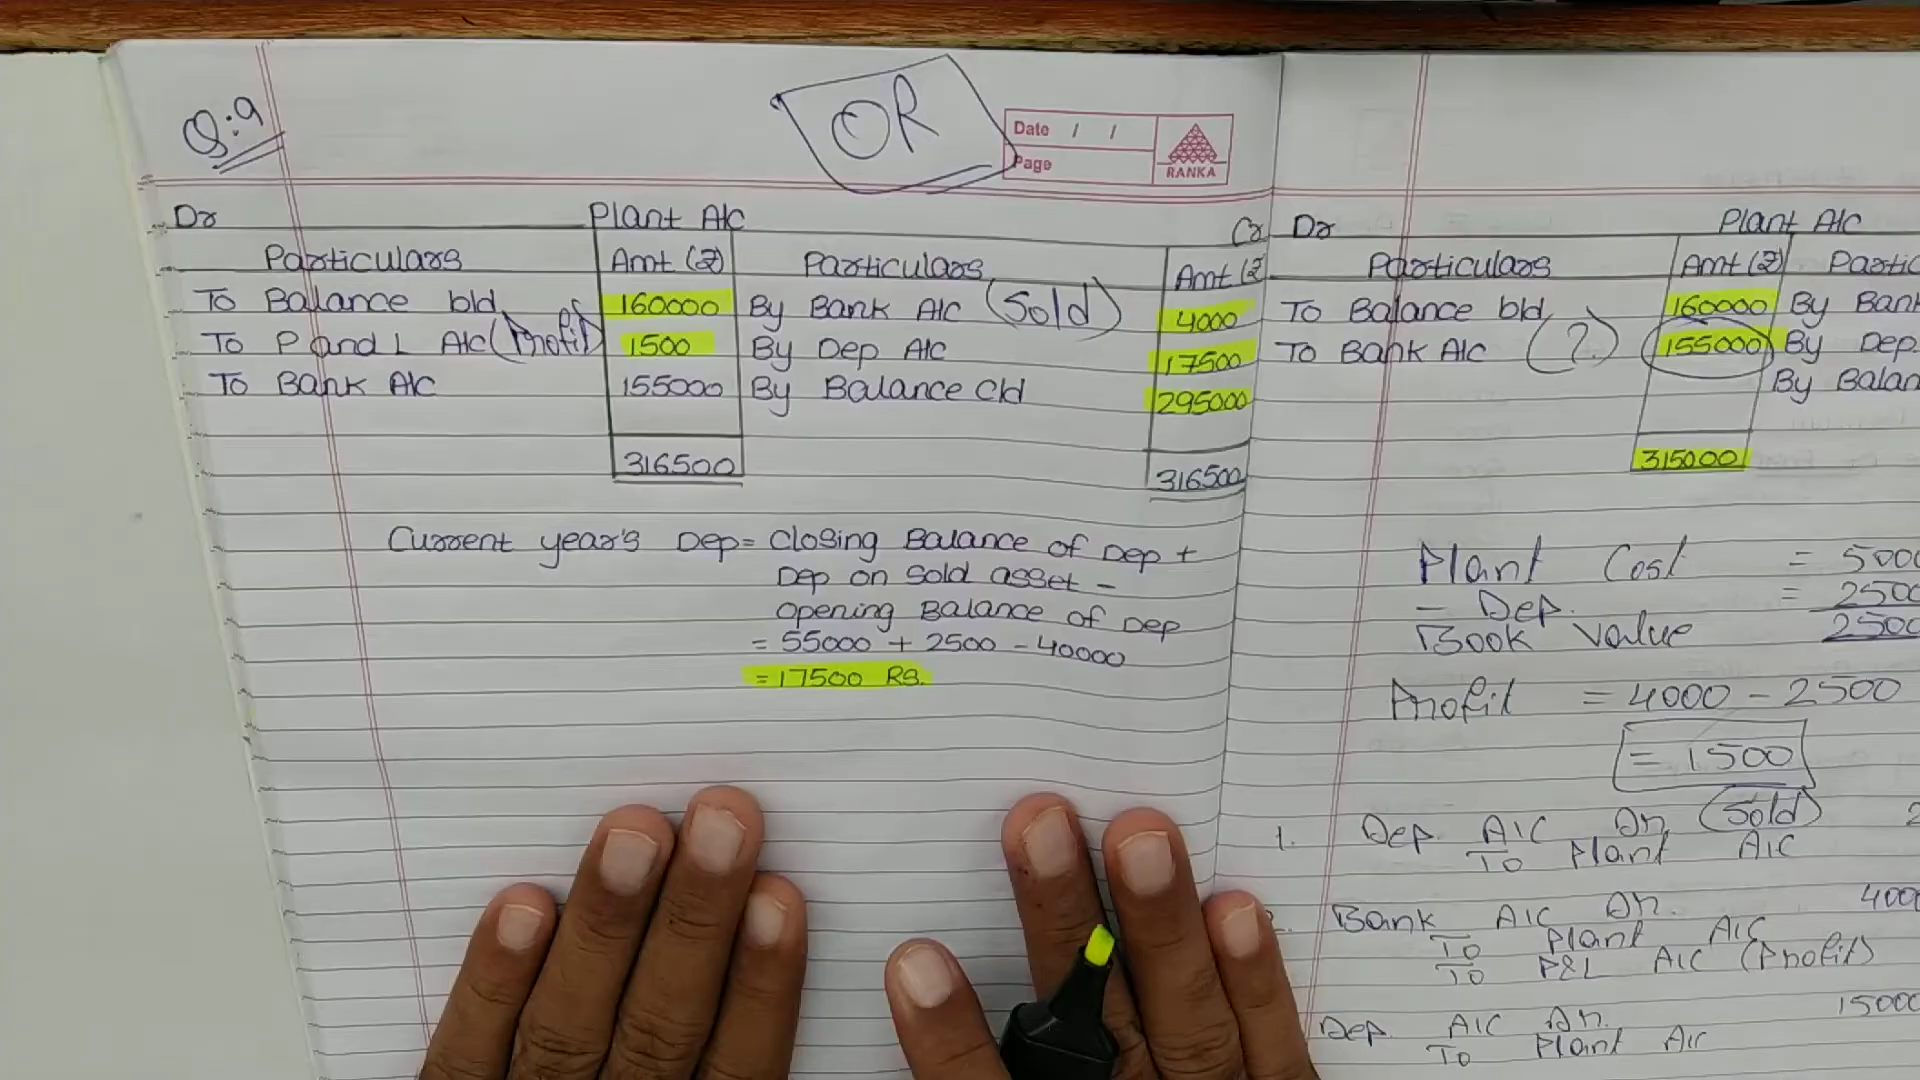 Q:9
OR
Date / /
Page
RANKA
Dr Plant A/c Cr
Particulars Amt (₹) Particulars Amt (₹
To Balance b/d 160000 By Bank A/c (Sold) 4000
To P and L A/c (Profit) 1500 By Dep A/c 17500
To Bank A/c 155000 By Balance c/d 295000
316500 316500
Current year's Dep = Closing Balance of Dep +
Dep on sold asset -
opening Balance of Dep
= 55000 + 2500 - 40000
= 17500 Rs.
Dr Plant A/c
Particulars Amt (₹)
To Balance b/d 160000 By
To Bank A/c (?) 155000 By Dep.
By
315000
Plant Cost =
- Dep. =
Book Value
Profit = 4000 - 2500
= 1500
1. Dep. A/c Dr (Sold)
To Plant A/c
Bank A/c Dr.
To Plant A/c
To P&L A/c (Profit)
Dep. A/c Dr.
To Plant A/c